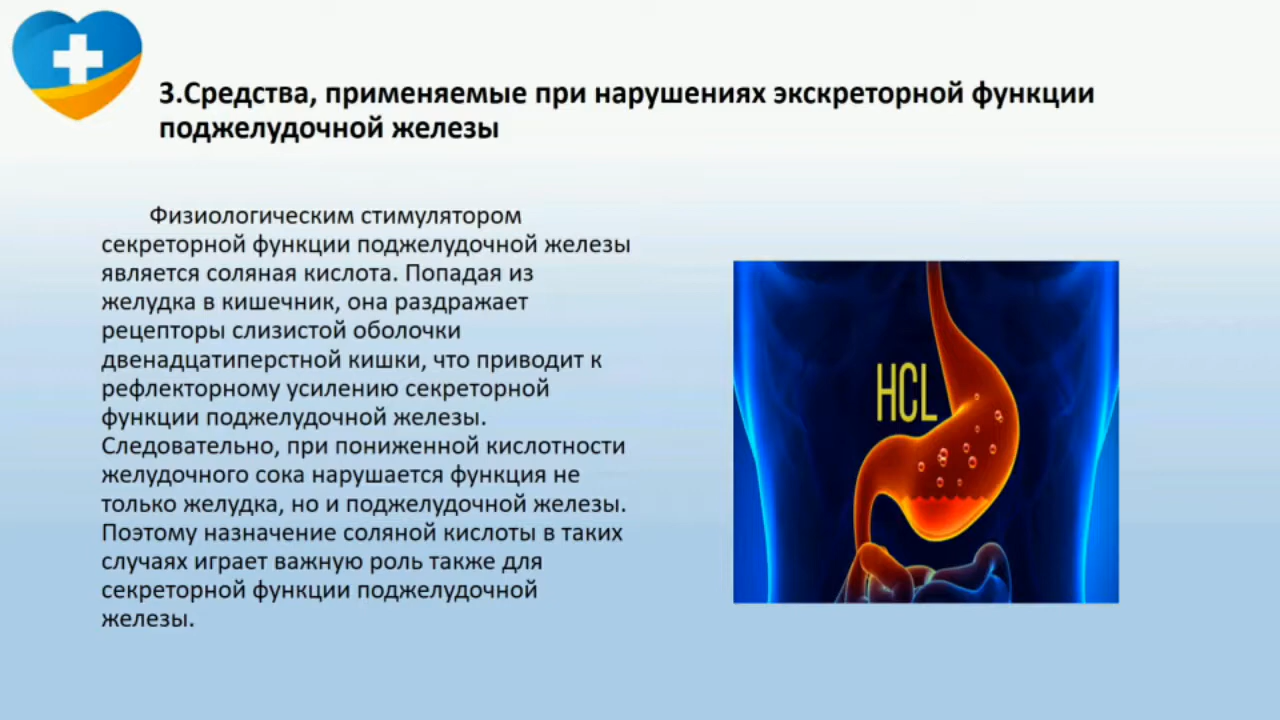 3.Средства, применяемые при нарушениях экскреторной функции
поджелудочной железы
Физиологическим стимулятором
секреторной функции поджелудочной железы
является соляная кислота. Попадая из
желудка в кишечник, она раздражает
рецепторы слизистой оболочки
двенадцатиперстной кишки, что приводит к
рефлекторному усилению секреторной
функции поджелудочной железы.
Следовательно, при пониженной кислотности
желудочного сока нарушается функция не
только желудка, но и поджелудочной железы.
Поэтому назначение соляной кислоты в таких
случаях играет важную роль также для
секреторной функции поджелудочной
железы.
HCL